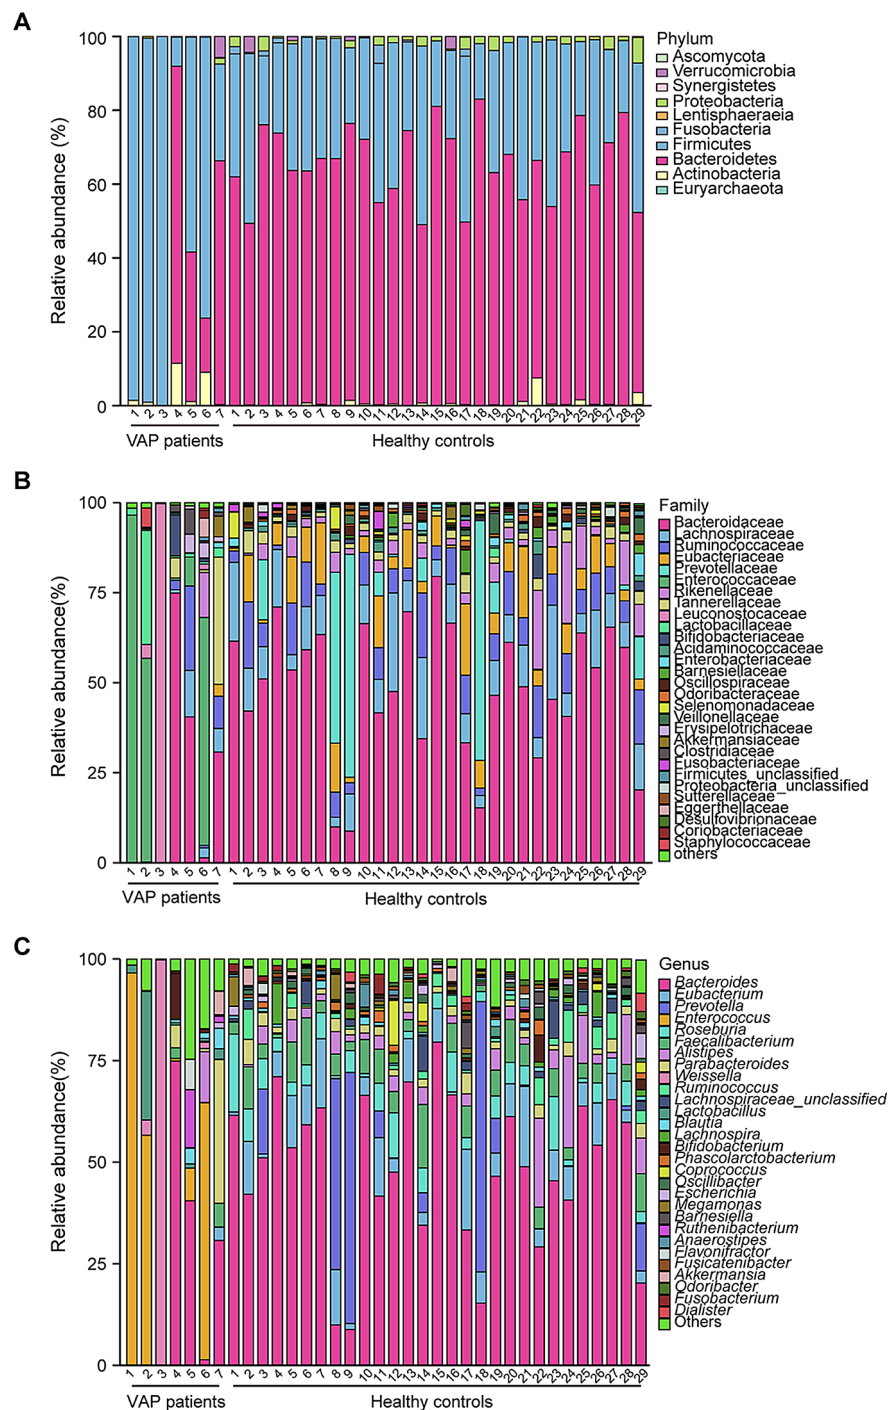 A
Relative abundance (%)
100
80
60
40
20
0
1 2 3 4 5 6 7 1 2 3 4 5 6 7 8 9 10 11 12 13 14 15 16 17 18 19 20 21 22 23 24 25 26 27 28 29
VAP patients
Healthy controls
Phylum
Ascomycota
Verrucomicrobia
Synergistetes
Proteobacteria
Lentisphaeraeia
Fusobacteria
Firmicutes
Bacteroidetes
Actinobacteria
Euryarchaeota
B
Relative abundance(%)
100
75
50
25
0
1 2 3 4 5 6 7 1 2 3 4 5 6 7 8 9 10 11 12 13 14 15 16 17 18 19 20 21 22 23 24 25 26 27 28 29
VAP patients
Healthy controls
Family
Bacteroidaceae
Lachnospiraceae
Ruminococcaceae
Eubacteriaceae
Prevotellaceae
Enterococcaceae
Rikenellaceae
Tannerellaceae
Leuconostocaceae
Lactobacillaceae
Bifidobacteriaceae
Acidaminococcaceae
Enterobacteriaceae
Barnesiellaceae
Oscillospiraceae
Odoribacteraceae
Selenomonadaceae
Veillonellaceae
Erysipelotrichaceae
Akkermansiaceae
Clostridiaceae
Fusobacteriaceae
Firmicutes_unclassified
Proteobacteria_unclassified
Sutterellaceae
Eggerthellaceae
Desulfovibrionaceae
Coriobacteriaceae
Staphylococcaceae
others
C
Relative abundance(%)
100
75
50
25
0
1 2 3 4 5 6 7 1 2 3 4 5 6 7 8 9 10 11 12 13 14 15 16 17 18 19 20 21 22 23 24 25 26 27 28 29
VAP patients
Healthy controls
Genus
Bacteroides
Eubacterium
Prevotella
Enterococcus
Roseburia
Faecalibacterium
Alistipes
Parabacteroides
Weissella
Ruminococcus
Lachnospiraceae_unclassified
Lactobacillus
Blautia
Lachnospira
Bifidobacterium
Phascolarctobacterium
Coprococcus
Oscillibacter
Escherichia
Megamonas
Barnesiella
Ruthenibacterium
Anaerostipes
Flavonifractor
Fusicatenibacter
Akkermansia
Odoribacter
Fusobacterium
Dialister
Others